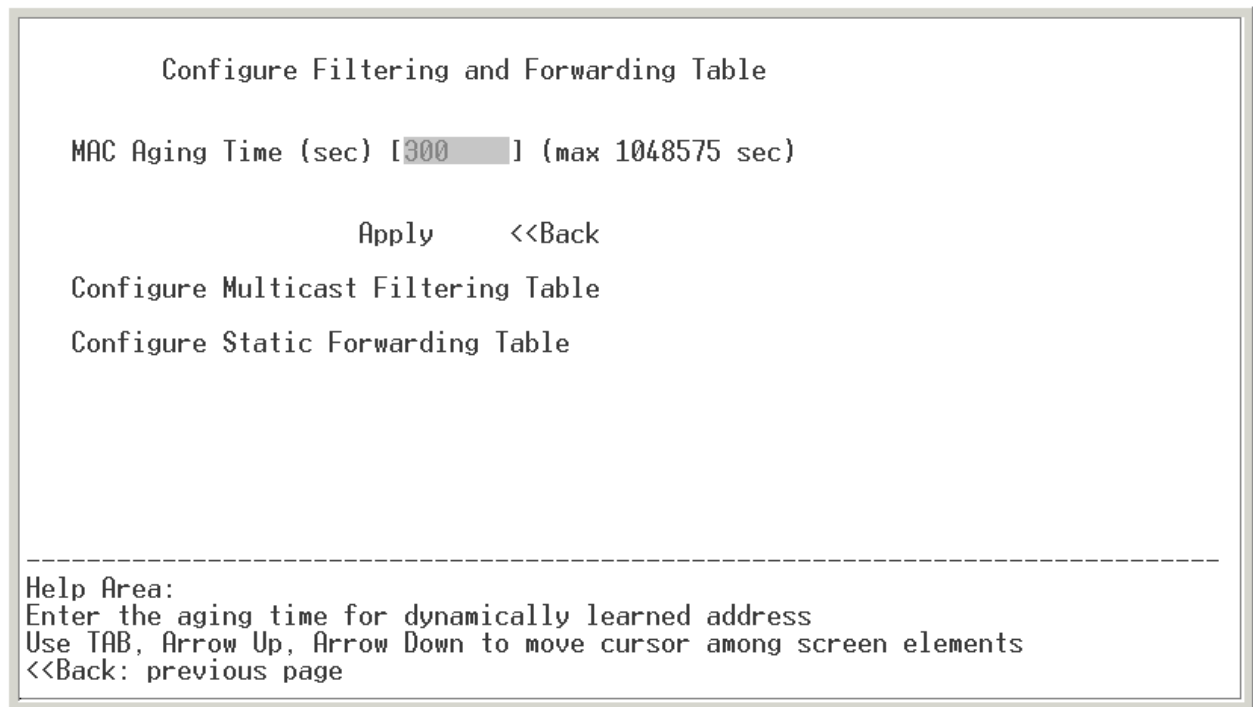 Configure Filtering and Forwarding Table
MAC Aging Time (sec) [300 ] (max 1048575 sec)
Apply <<Back
Configure Multicast Filtering Table
Configure Static Forwarding Table
--------------------------------------------------------------------------------
Help Area:
Enter the aging time for dynamically learned address
Use TAB, Arrow Up, Arrow Down to move cursor among screen elements
<<Back: previous page